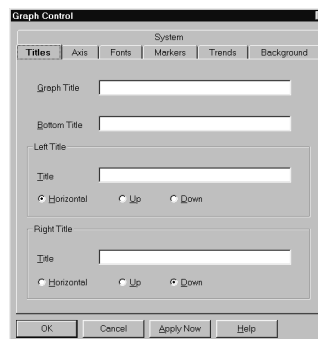 Graph Control
System
Titles Axis Fonts Markers Trends Background
Graph Title
Bottom Title
Left Title
Title
Horizontal Up Down
Right Title
Title
Horizontal Up Down
OK Cancel Apply Now Help